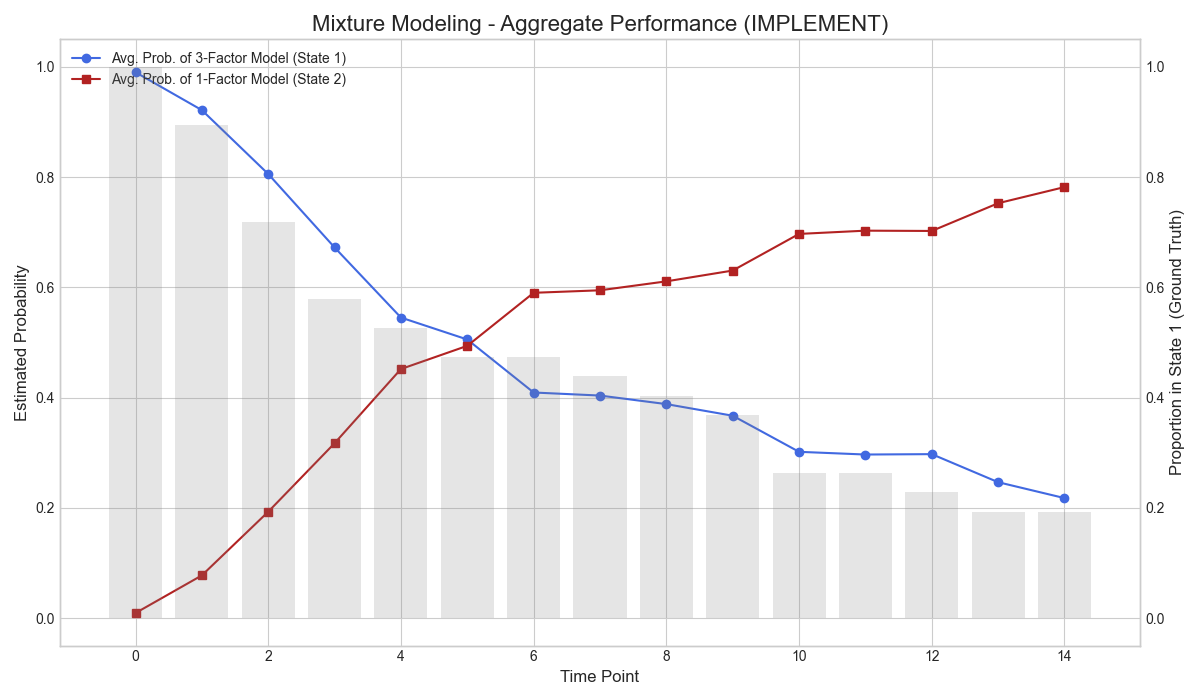 Mixture Modeling - Aggregate Performance (IMPLEMENT)
Avg. Prob. of 3-Factor Model (State 1)
Avg. Prob. of 1-Factor Model (State 2)
Estimated Probability
1.0
0.8
0.6
0.4
0.2
0.0
1.0
0.8
0.6
0.4
0.2
0.0
Proportion in State 1 (Ground Truth)
0 2 4 6 8 10 12 14
Time Point